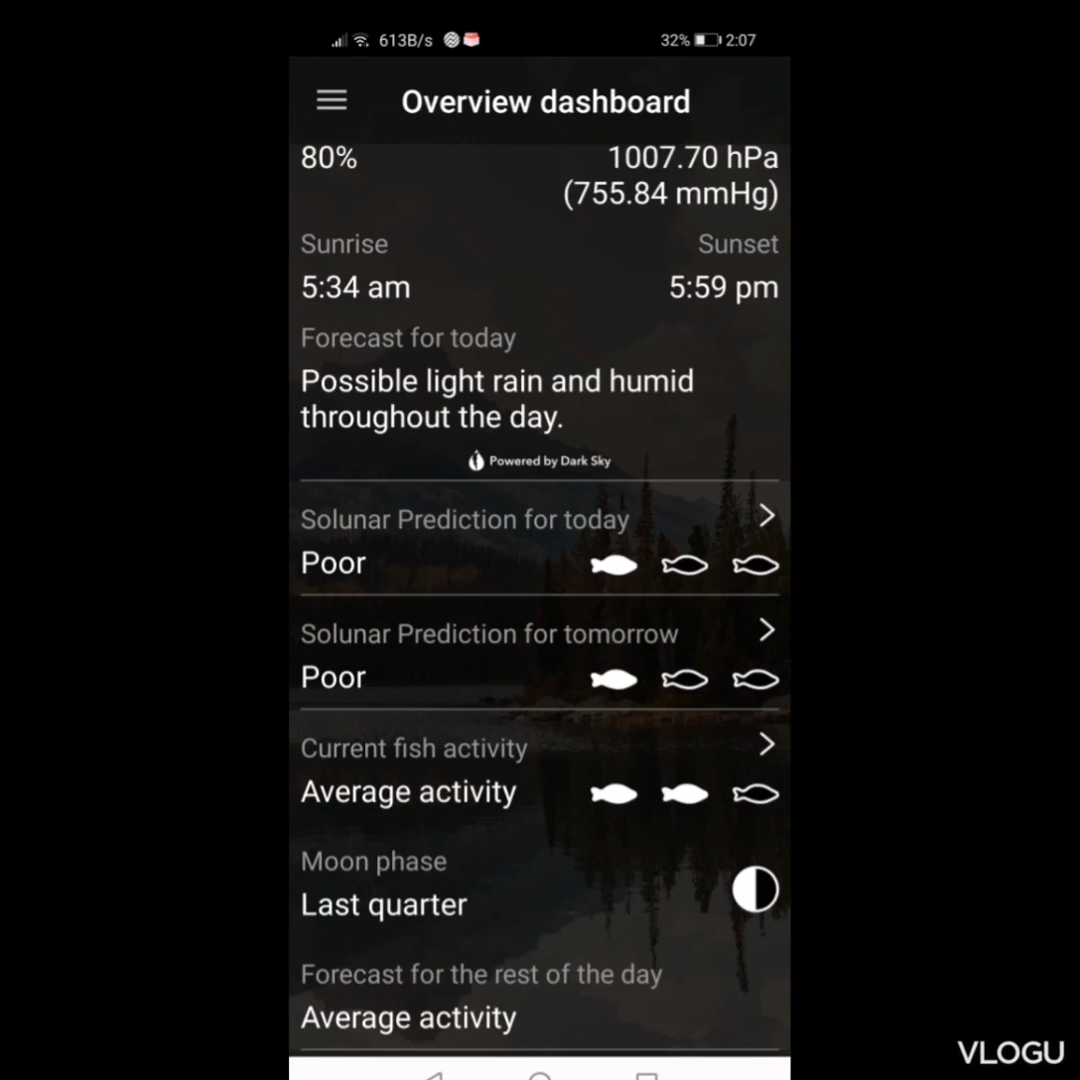 613B/s
32% 2:07
Overview dashboard
80% 1007.70 hPa
(755.84 mmHg)
Sunrise Sunset
5:34 am 5:59 pm
Forecast for today
Possible light rain and humid
throughout the day.
Powered by Dark Sky
Solunar Prediction for today
Poor
Solunar Prediction for tomorrow
Poor
Current fish activity
Average activity
Moon phase
Last quarter
Forecast for the rest of the day
Average activity
VLOGU